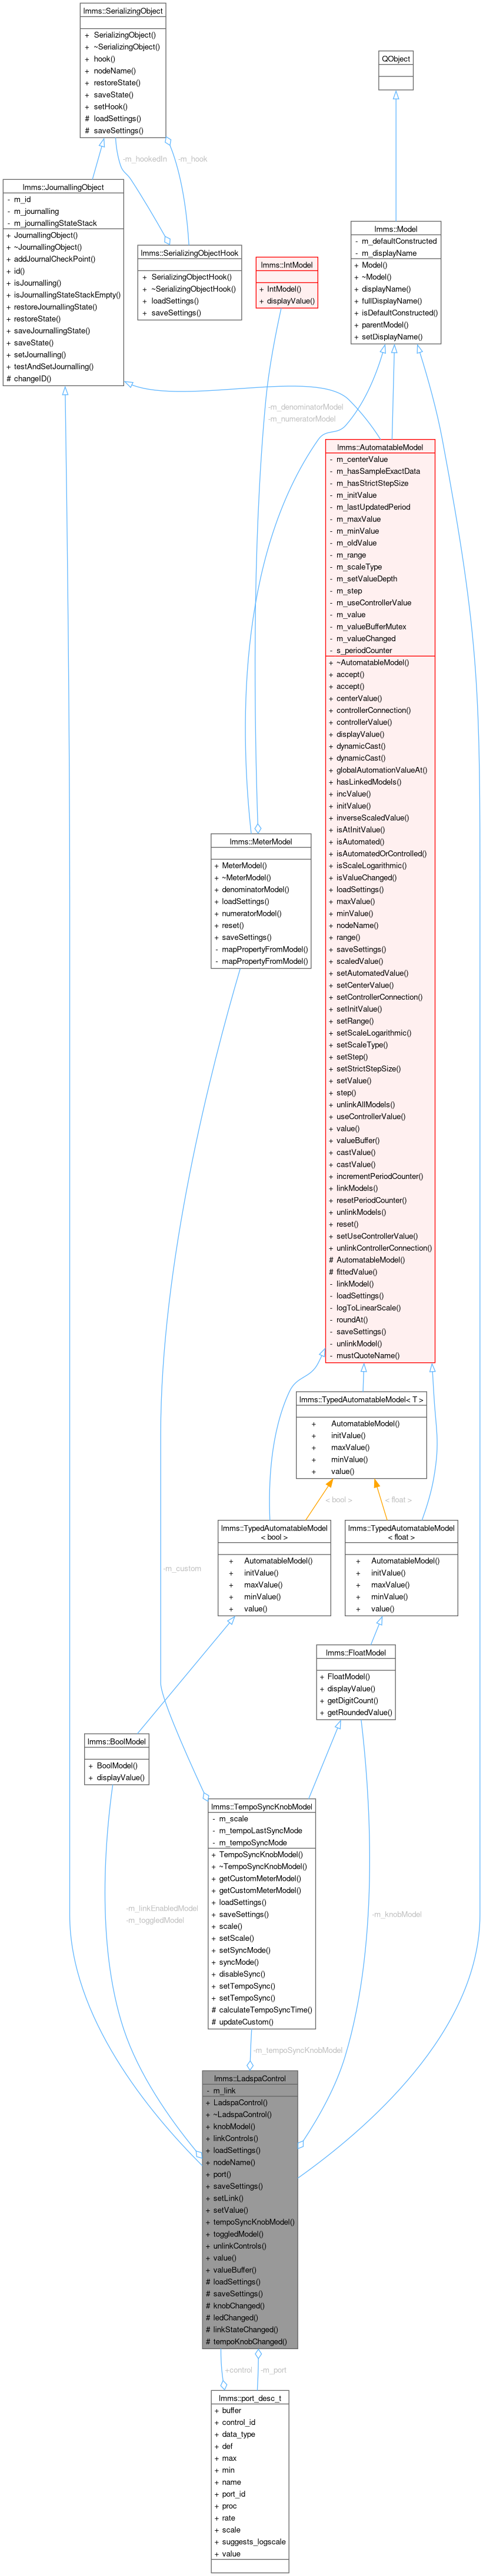 lmms::SerializingObject
+ SerializingObject()
+ ~SerializingObject()
+ hook()
+ nodeName()
+ restoreState()
+ saveState()
+ setHook()
# loadSettings()
# saveSettings()
QObject
-m_hookedIn
-m_hook
lmms::JournallingObject
- m_id
- m_journalling
- m_journallingStateStack
+ JournallingObject()
+ ~JournallingObject()
+ addJournalCheckPoint()
+ id()
+ isJournalling()
+ isJournallingStateStackEmpty()
+ restoreJournallingState()
+ restoreState()
+ saveJournallingState()
+ saveState()
+ setJournalling()
+ testAndSetJournalling()
# changeID()
lmms::SerializingObjectHook
+ SerializingObjectHook()
+ ~SerializingObjectHook()
+ loadSettings()
+ saveSettings()
lmms::IntModel
+ IntModel()
+ displayValue()
lmms::Model
- m_defaultConstructed
- m_displayName
+ Model()
+ ~Model()
+ displayName()
+ fullDisplayName()
+ isDefaultConstructed()
+ parentModel()
+ setDisplayName()
-m_denominatorModel
-m_numeratorModel
lmms::AutomatableModel
- m_centerValue
- m_hasSampleExactData
- m_hasStrictStepSize
- m_initValue
- m_lastUpdatedPeriod
- m_maxValue
- m_minValue
- m_oldValue
- m_range
- m_scaleType
- m_setValueDepth
- m_step
- m_useControllerValue
- m_value
- m_valueBufferMutex
- m_valueChanged
- s_periodCounter
+ ~AutomatableModel()
+ accept()
+ accept()
+ centerValue()
+ controllerConnection()
+ controllerValue()
+ displayValue()
+ dynamicCast()
+ dynamicCast()
+ globalAutomationValueAt()
+ hasLinkedModels()
+ incValue()
+ initValue()
+ inverseScaledValue()
+ isAtInitValue()
+ isAutomated()
+ isAutomatedOrControlled()
+ isScaleLogarithmic()
+ isValueChanged()
+ loadSettings()
+ maxValue()
+ minValue()
+ nodeName()
+ range()
+ saveSettings()
+ scaledValue()
+ setAutomatedValue()
+ setCenterValue()
+ setControllerConnection()
+ setInitValue()
+ setRange()
+ setScaleLogarithmic()
+ setScaleType()
+ setStep()
+ setStrictStepSize()
+ setValue()
+ step()
+ unlinkAllModels()
+ useControllerValue()
+ value()
+ valueBuffer()
+ castValue()
+ castValue()
+ incrementPeriodCounter()
+ linkModels()
+ resetPeriodCounter()
+ unlinkModels()
+ reset()
+ setUseControllerValue()
+ unlinkControllerConnection()
# AutomatableModel()
# fittedValue()
- linkModel()
- loadSettings()
- logToLinearScale()
- roundAt()
- saveSettings()
- unlinkModel()
- mustQuoteName()
lmms::MeterModel
+ MeterModel()
+ ~MeterModel()
+ denominatorModel()
+ loadSettings()
+ numeratorModel()
+ reset()
+ saveSettings()
- mapPropertyFromModel()
- mapPropertyFromModel()
lmms::TypedAutomatableModel< T >
+ AutomatableModel()
+ initValue()
+ maxValue()
+ minValue()
+ value()
< bool >
< float >
lmms::TypedAutomatableModel
< bool >
+ AutomatableModel()
+ initValue()
+ maxValue()
+ minValue()
+ value()
lmms::TypedAutomatableModel
< float >
+ AutomatableModel()
+ initValue()
+ maxValue()
+ minValue()
+ value()
-m_custom
lmms::FloatModel
+ FloatModel()
+ displayValue()
+ getDigitCount()
+ getRoundedValue()
lmms::BoolModel
+ BoolModel()
+ displayValue()
lmms::TempoSyncKnobModel
- m_scale
- m_tempoLastSyncMode
- m_tempoSyncMode
+ TempoSyncKnobModel()
+ ~TempoSyncKnobModel()
+ getCustomMeterModel()
+ getCustomMeterModel()
+ loadSettings()
+ saveSettings()
+ scale()
+ setScale()
+ setSyncMode()
+ syncMode()
+ disableSync()
+ setTempoSync()
+ setTempoSync()
# calculateTempoSyncTime()
# updateCustom()
-m_linkEnabledModel
-m_toggledModel
-m_knobModel
-m_tempoSyncKnobModel
lmms::LadspaControl
- m_link
+ LadspaControl()
+ ~LadspaControl()
+ knobModel()
+ linkControls()
+ loadSettings()
+ nodeName()
+ port()
+ saveSettings()
+ setLink()
+ setValue()
+ tempoSyncKnobModel()
+ toggledModel()
+ unlinkControls()
+ value()
+ valueBuffer()
# loadSettings()
# saveSettings()
# knobChanged()
# ledChanged()
# linkStateChanged()
# tempoKnobChanged()
+control
-m_port
lmms::port_desc_t
+ buffer
+ control_id
+ data_type
+ def
+ max
+ min
+ name
+ port_id
+ proc
+ rate
+ scale
+ suggests_logscale
+ value